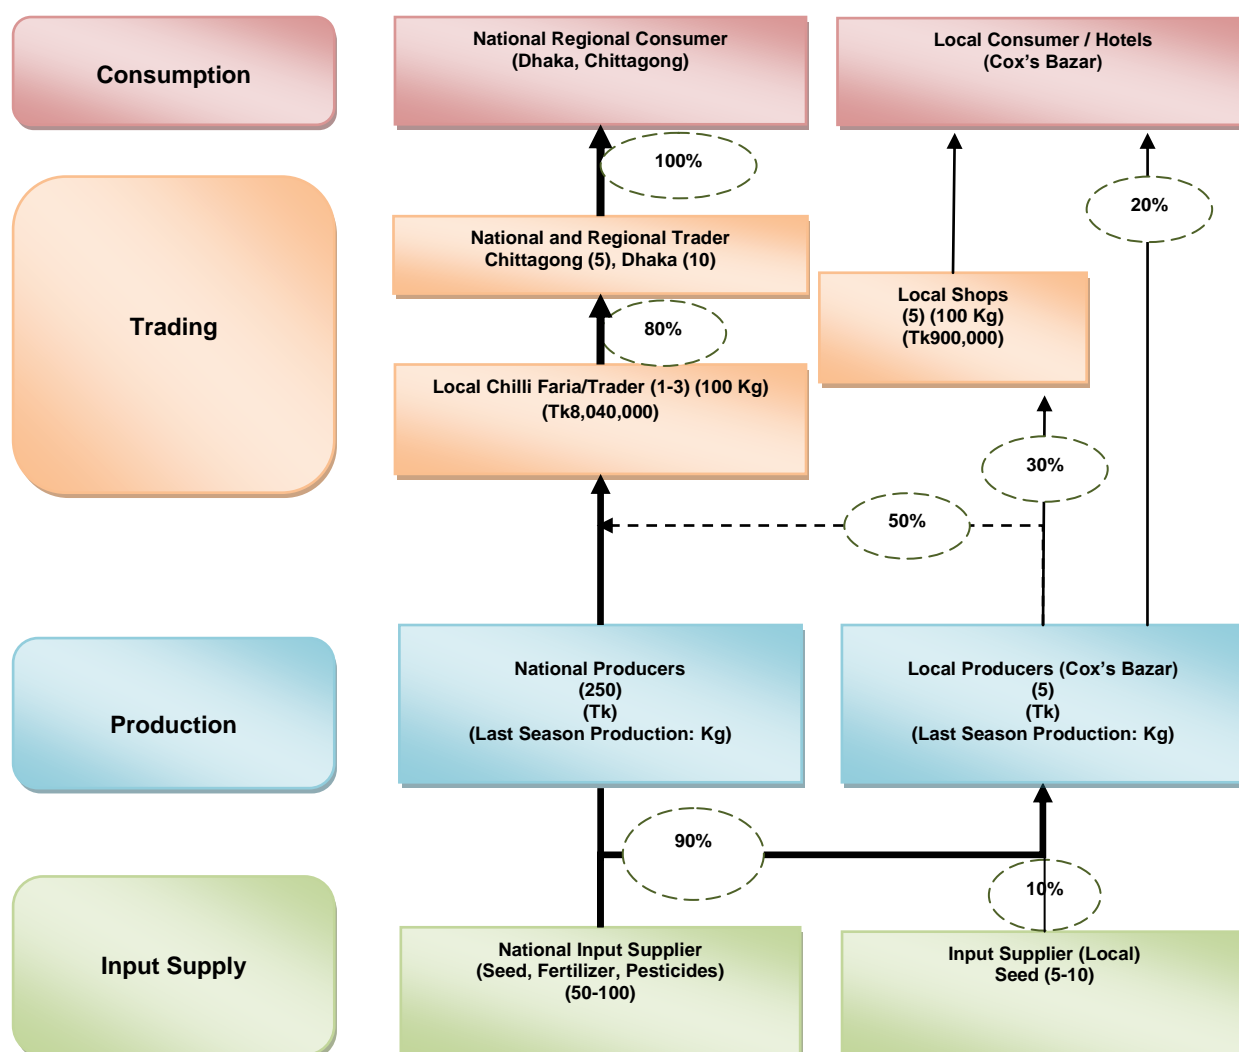 Consumption
National Regional Consumer
(Dhaka, Chittagong)
Local Consumer / Hotels
(Cox's Bazar)
100%
20%
Trading
National and Regional Trader
Chittagong (5), Dhaka (10)
Local Shops
(5) (100 Kg)
(Tk900,000)
80%
Local Chilli Faria/Trader (1-3) (100 Kg)
(Tk8,040,000)
30%
50%
Production
National Producers
(250)
(Tk)
(Last Season Production: Kg)
Local Producers (Cox's Bazar)
(5)
(Tk)
(Last Season Production: Kg)
90%
10%
Input Supply
National Input Supplier
(Seed, Fertilizer, Pesticides)
(50-100)
Input Supplier (Local)
Seed (5-10)